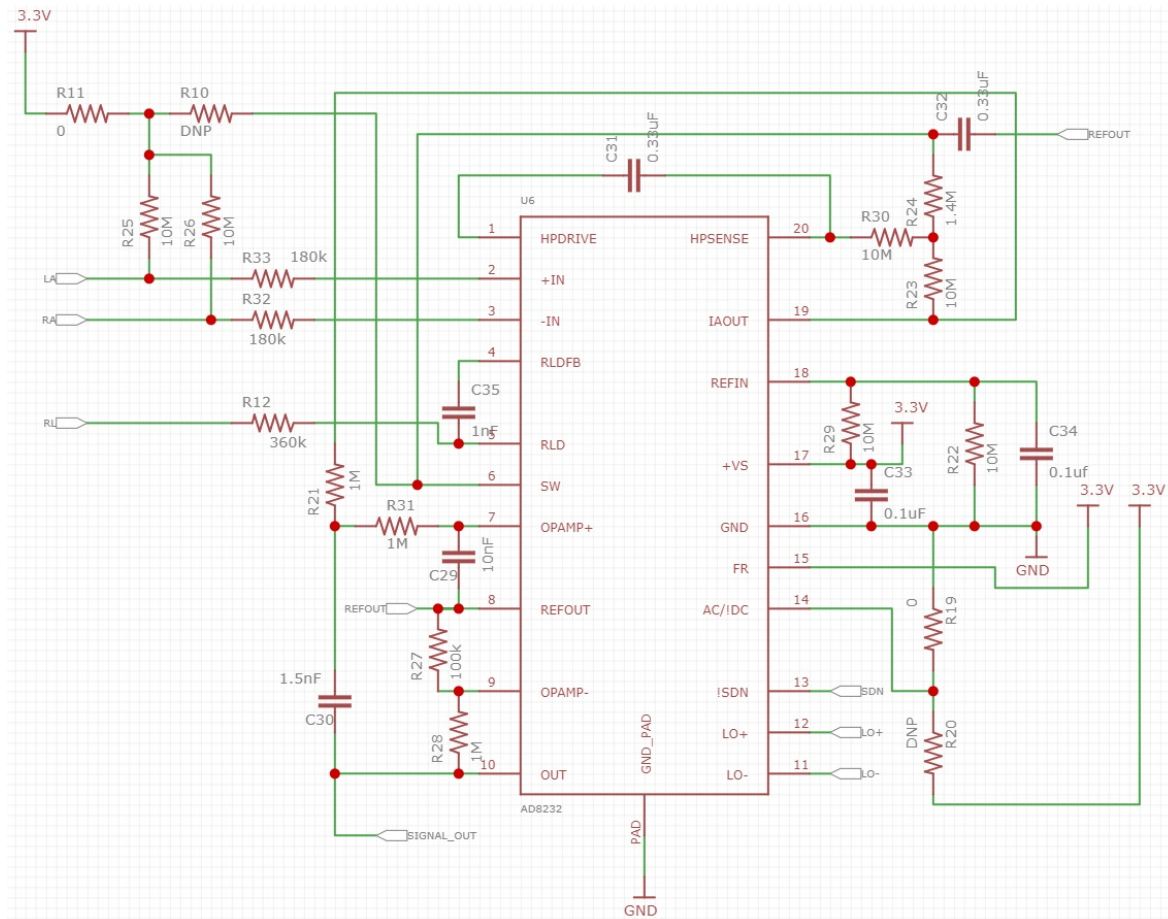 3.3V
R11
0
R10
DNP
R25
10M
R26
10M
LA
R33
180k
RA
R32
180k
RL
R12
360k
C35
1nF
R21
1M
R31
1M
C29
10nF
REFOUT
R27
100k
R28
1M
1.5nF
C30
SIGNAL_OUT
C31
0.33uF
C32
0.33uF
REFOUT
R24
1.4M
R30
10M
R23
10M
U6
1
HPDRIVE
2
+IN
3
-IN
4
RLDFB
5
RLD
6
SW
7
OPAMP+
8
REFOUT
9
OPAMP-
10
OUT
20
HPSENSE
19
IAOUT
18
REFIN
17
+VS
16
GND
15
FR
14
AC/!DC
13
!SDN
12
LO+
11
LO-
GND_PAD
AD8232
PAD
GND
R29
10M
3.3V
C33
0.1uF
R22
10M
C34
0.1uf
3.3V
3.3V
GND
0
R19
DNP
R20
SDN
LO+
LO-